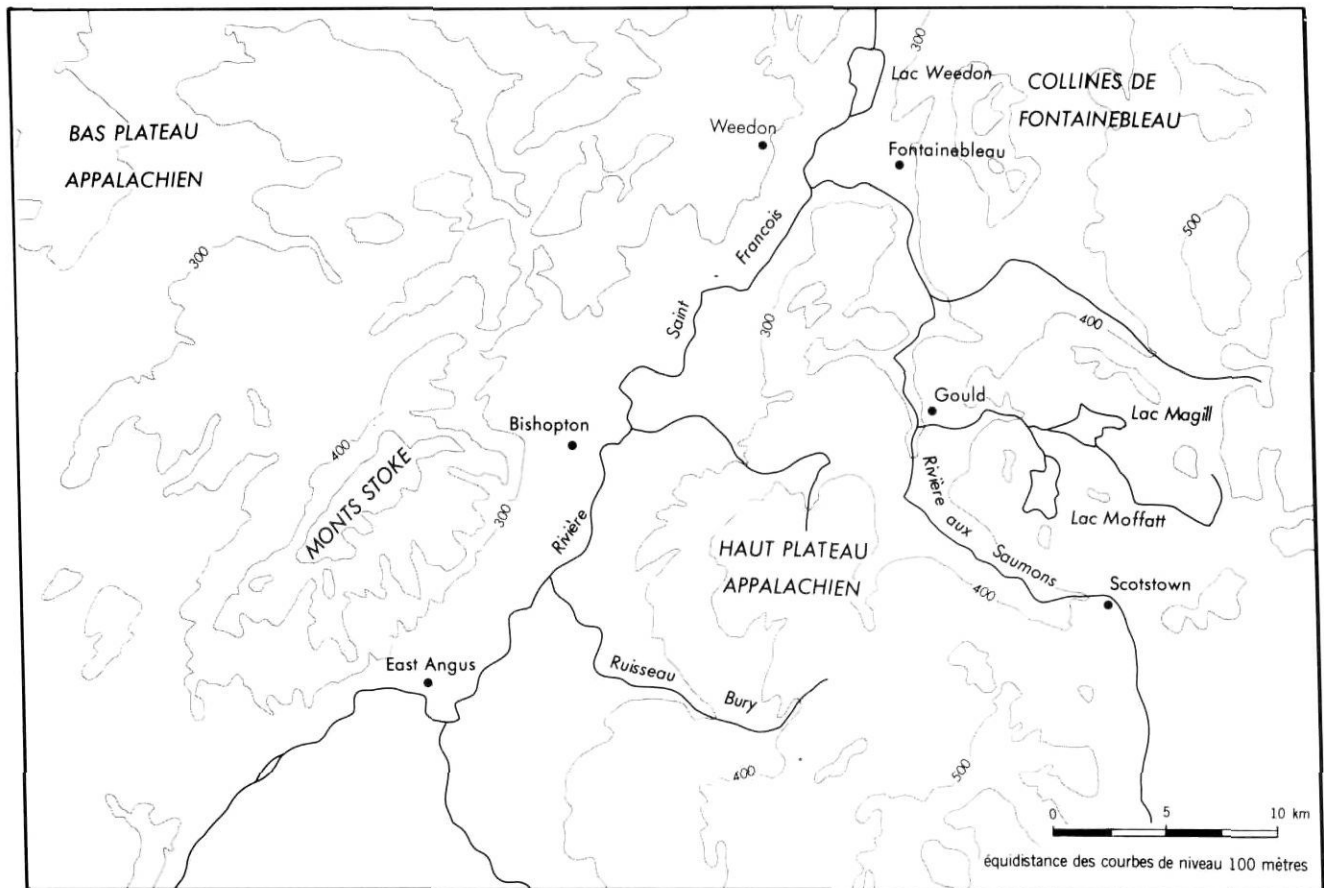 300
Lac Weedon
COLLINES DE
FONTAINEBLEAU
BAS PLATEAU
APPALACHIEN
Weedon
Fontainebleau
500
300
Rivière Saint Francois
300
400
400
Gould
Lac Magill
Bishopton
MONTS STOKE
300
Rivière aux Saumons
Lac Moffatt
HAUT PLATEAU
APPALACHIEN
400
Scotstown
East Angus
Ruisseau Bury
400
500
0 5 10 km
équidistance des courbes de niveau 100 mètres